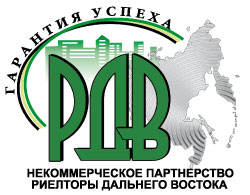 ГАРАНТИЯ УСПЕХА
РДВ
НЕКОММЕРЧЕСКОЕ ПАРТНЕРСТВО
РИЕЛТОРЫ ДАЛЬНЕГО ВОСТОКА